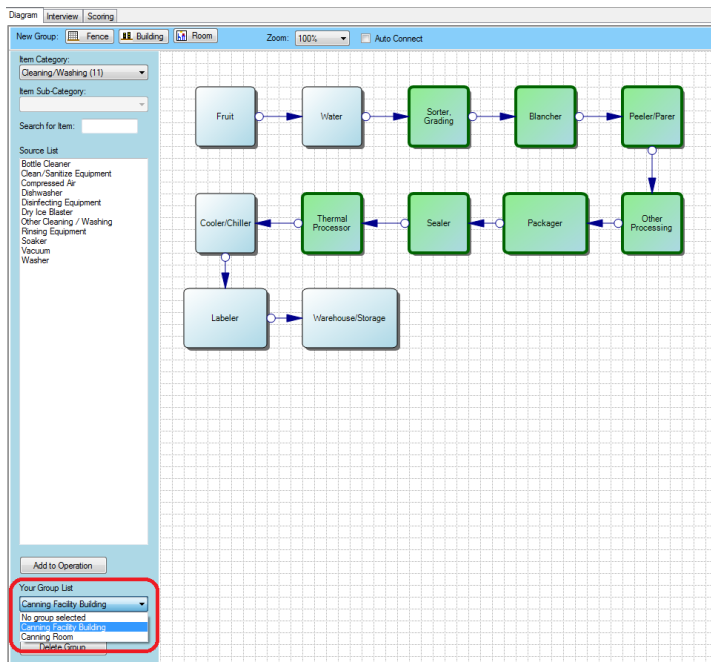 Diagram Interview Scoring
New Group: Fence Building Room Zoom: 100% Auto Connect
Item Category:
Cleaning/Washing (11)
Item Sub-Category:
Search for Item:
Source List
Bottle Cleaner
Clean/Sanitize Equipment
Compressed Air
Dishwasher
Disinfecting Equipment
Dry Ice Blaster
Other Cleaning / Washing
Rinsing Equipment
Soaker
Vacuum
Washer
Fruit
Water
Sorter,
Grading
Blancher
Peeler/Parer
Cooler/Chiller
Thermal
Processor
Sealer
Packager
Other
Processing
Labeler
Warehouse/Storage
Add to Operation
Your Group List
Canning Facility Building
No group selected
Canning Facility Building
Canning Room
Delete Group